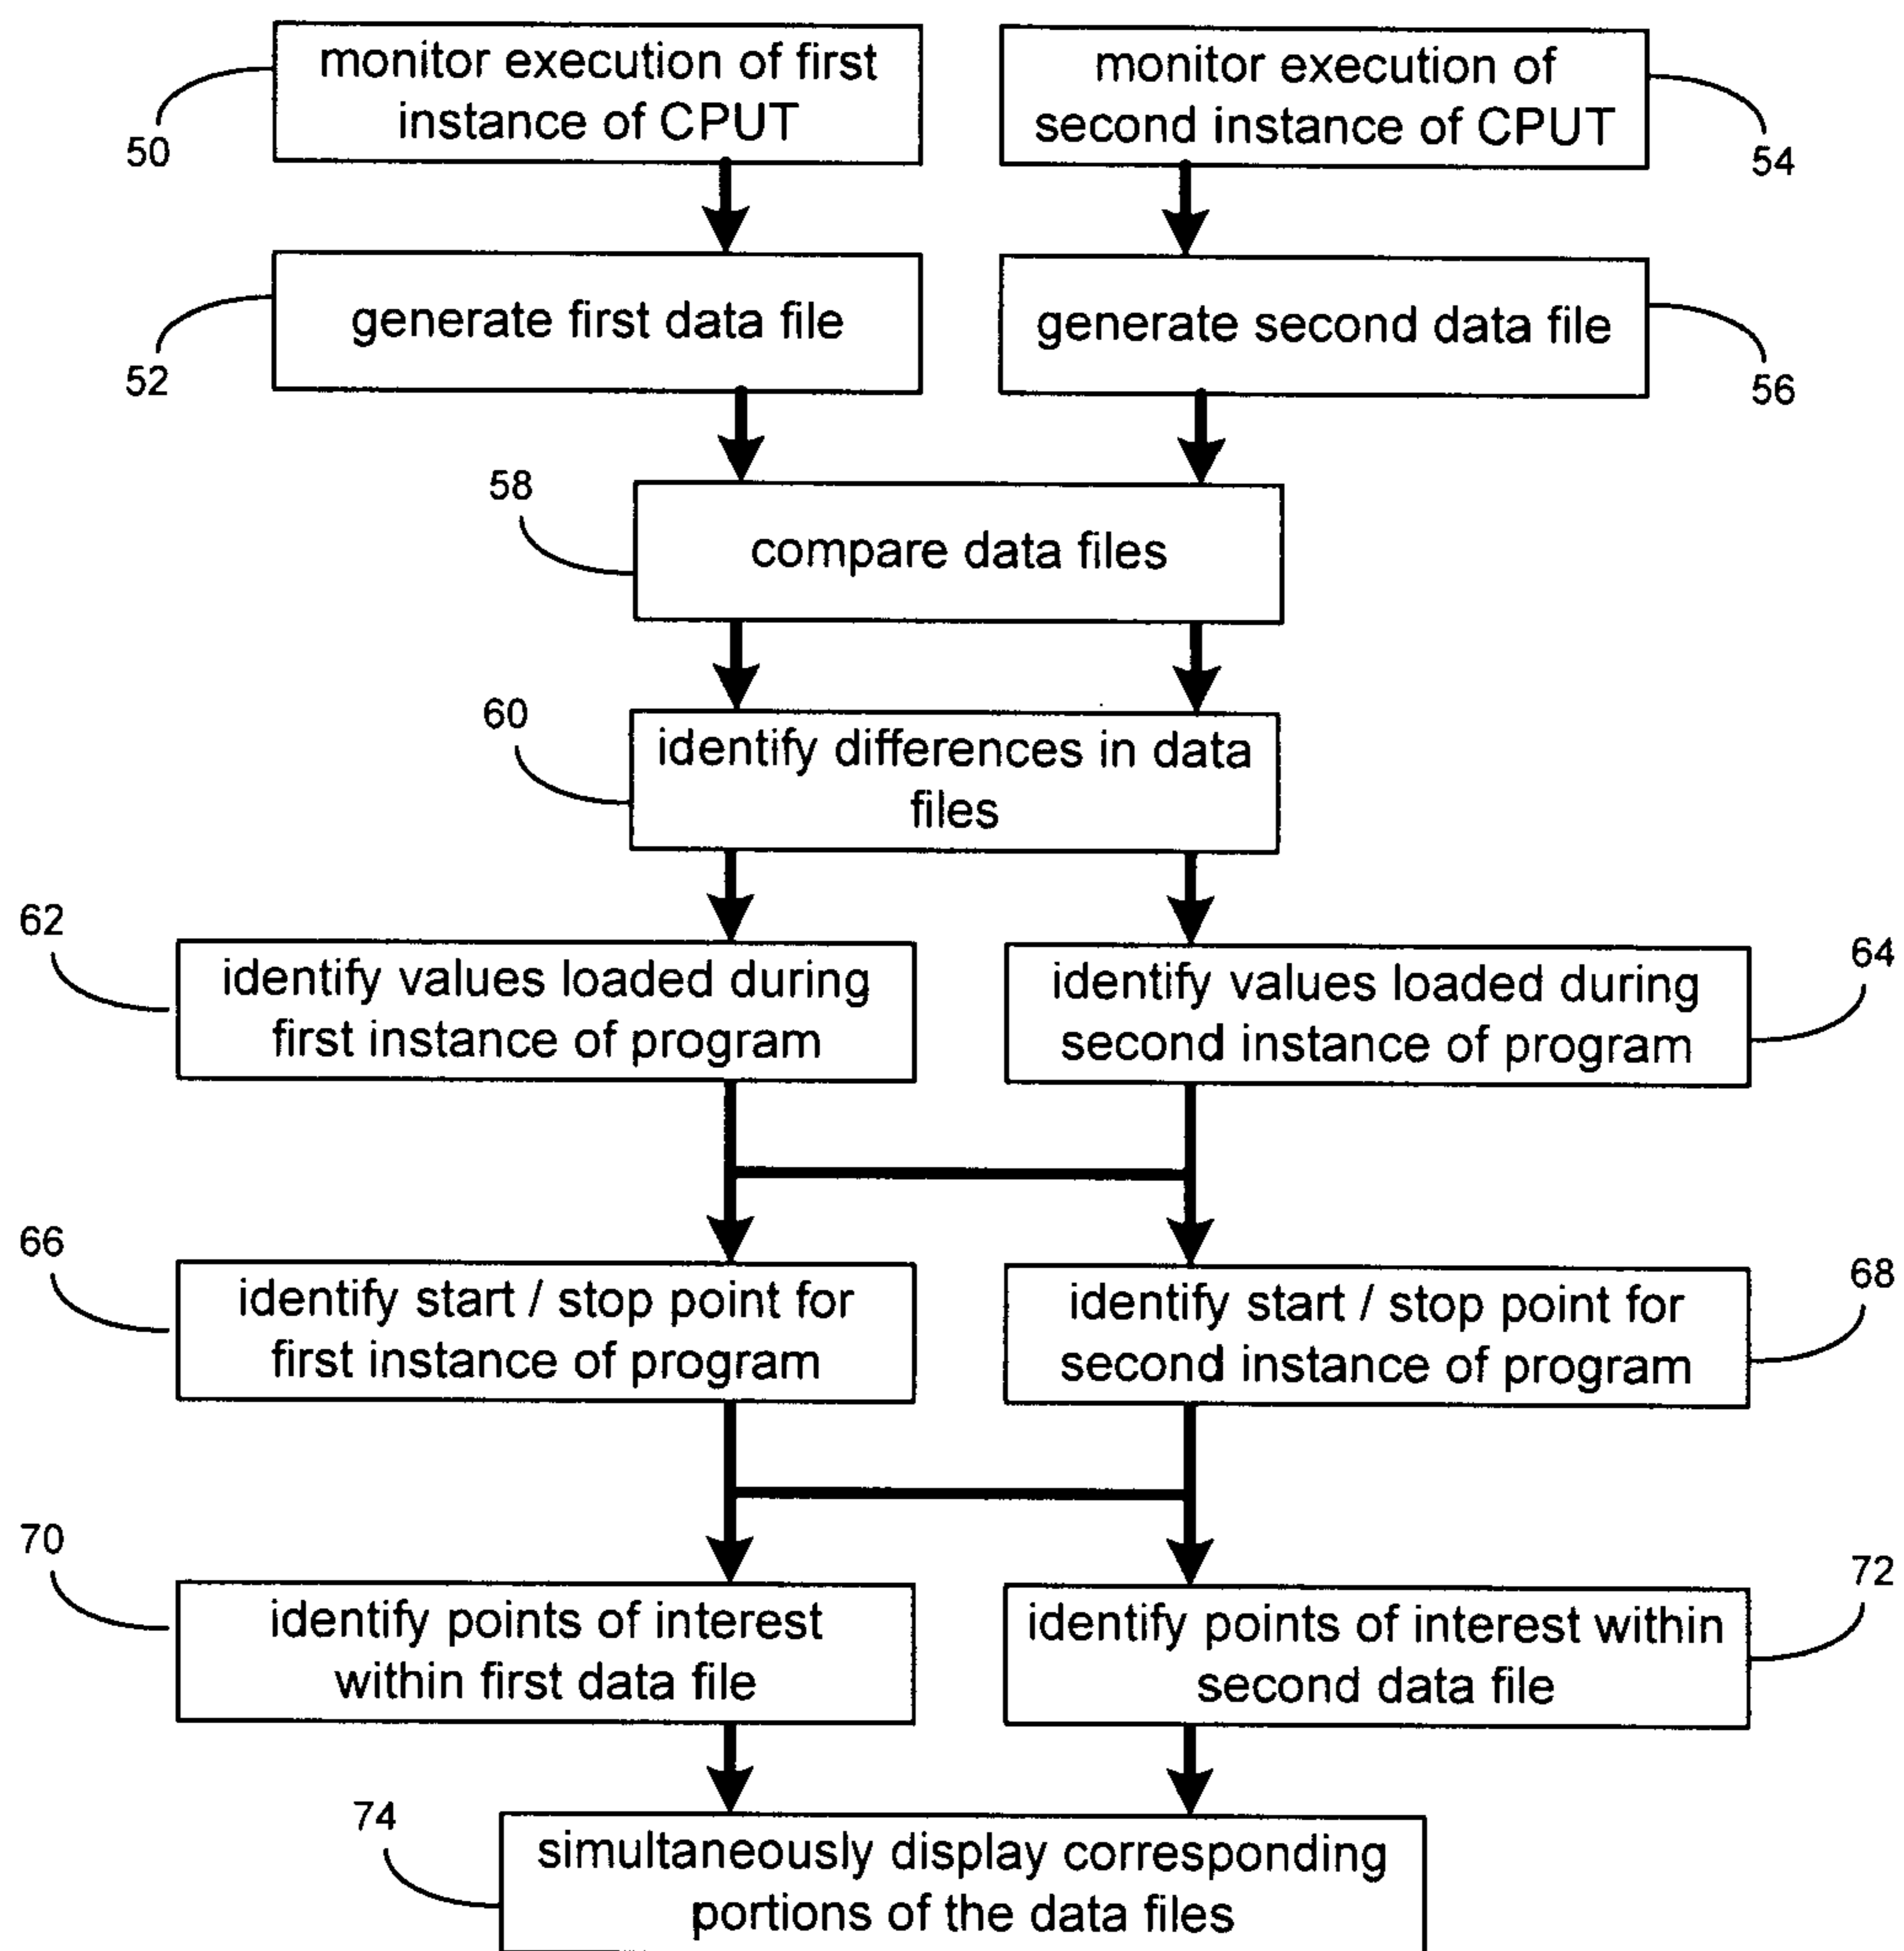 monitor execution of first
instance of CPUT
50
monitor execution of
second instance of CPUT
54
generate first data file
52
generate second data file
56
58
compare data files
60
identify differences in data
files
62
identify values loaded during
first instance of program
64
identify values loaded during
second instance of program
66
identify start / stop point for
first instance of program
68
identify start / stop point for
second instance of program
70
identify points of interest
within first data file
72
identify points of interest within
second data file
74
simultaneously display corresponding
portions of the data files